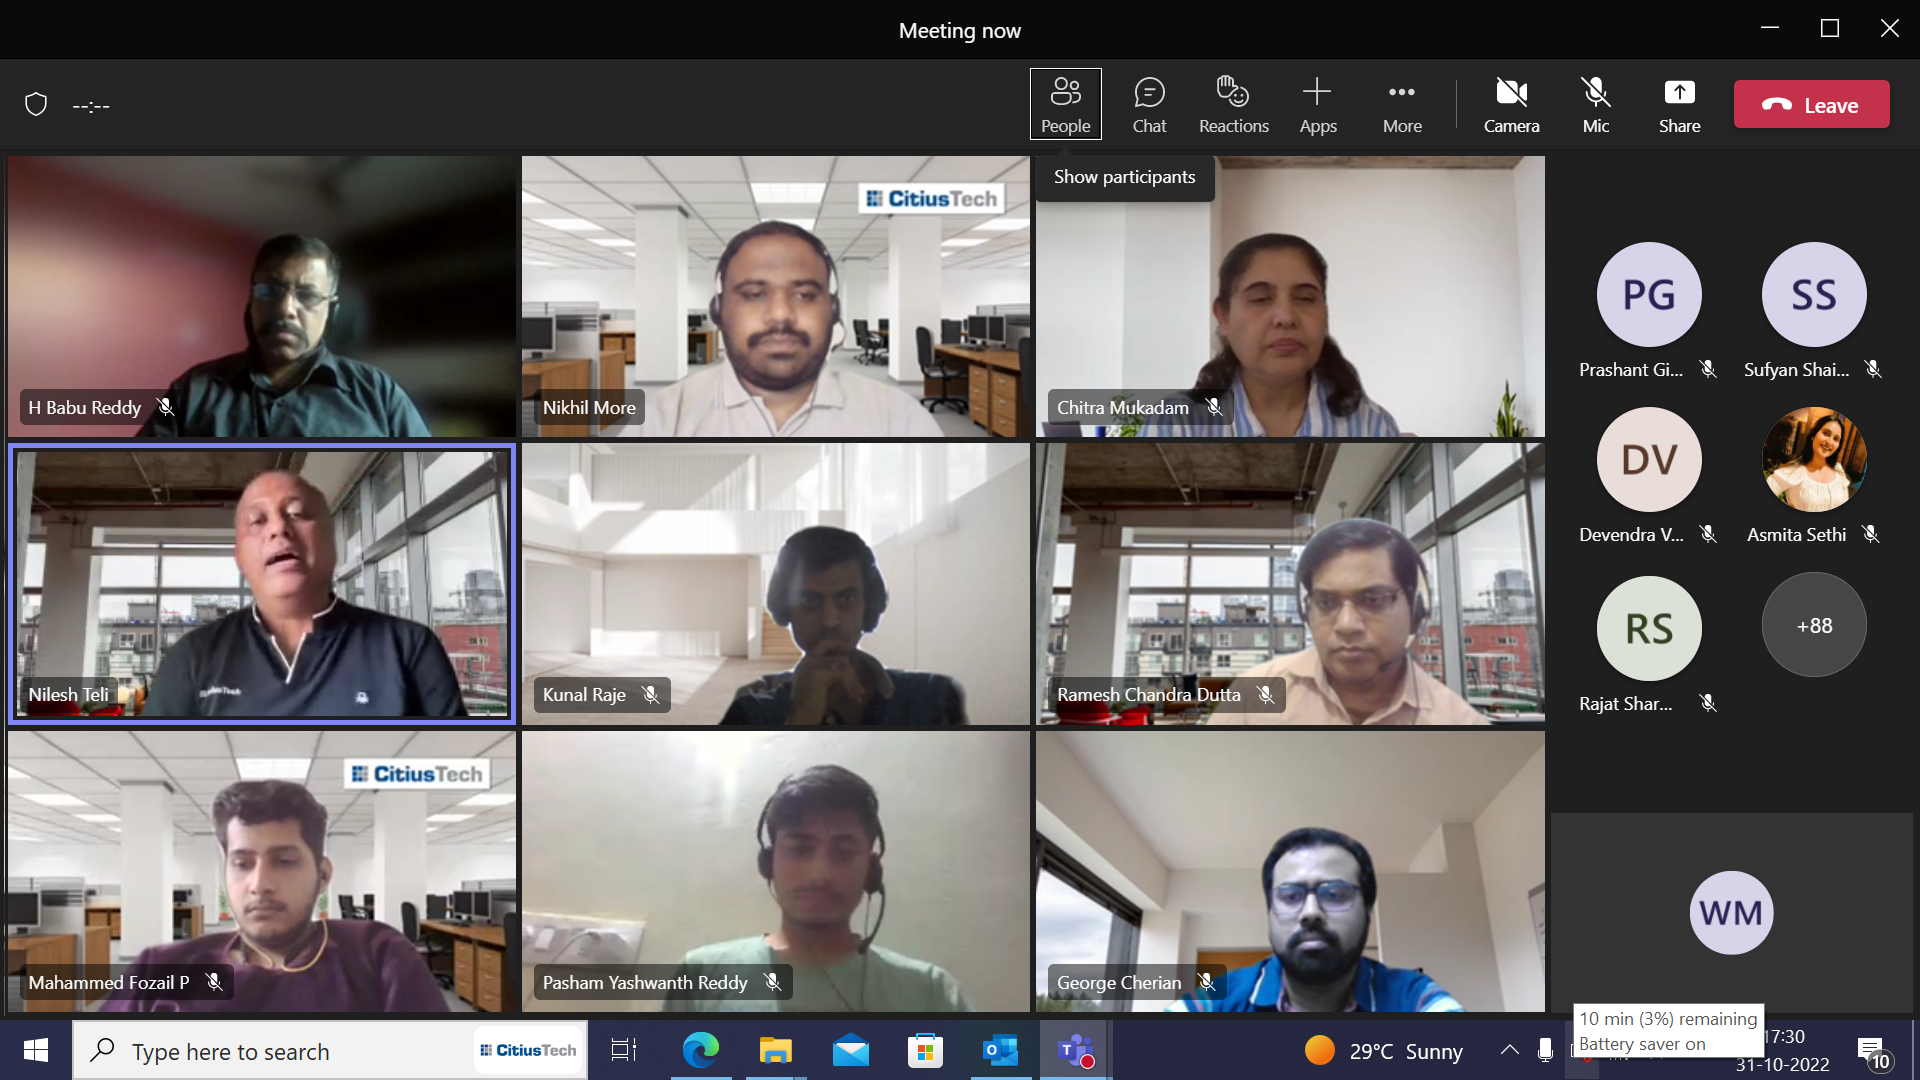 Meeting now
--:--
People
Chat
Reactions
Apps
More
Camera
Mic
Share
Leave
Show participants
CitiusTech
H Babu Reddy
Nikhil More
Chitra Mukadam
PG
SS
Prashant Gi...
Sufyan Shai...
Nilesh Teli
Kunal Raje
Ramesh Chandra Dutta
DV
Devendra V...
Asmita Sethi
RS
+88
Rajat Shar...
CitiusTech
Mahammed Fozail P
Pasham Yashwanth Reddy
George Cherian
WM
10 min (3%) remaining
Battery saver on
Type here to search
CitiusTech
29°C Sunny
17:30
31-10-2022
10